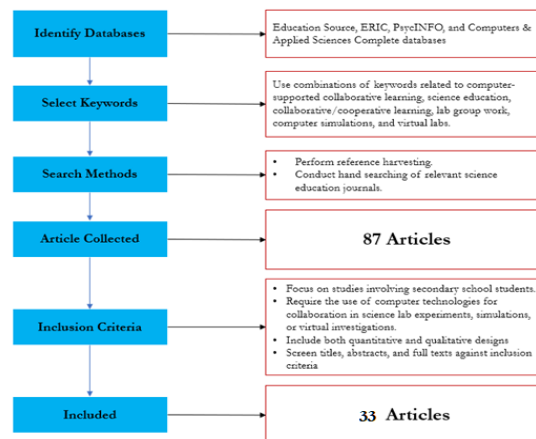 Identify Databases
Education Source, ERIC, PsycINFO, and Computers &
Applied Sciences Complete databases
Select Keywords
Use combinations of keywords related to computer-
supported collaborative learning, science education,
collaborative/cooperative learning, lab group work,
computer simulations, and virtual labs.
Search Methods
• Perform reference harvesting.
• Conduct hand searching of relevant science
education journals.
Article Collected
87 Articles
Inclusion Criteria
• Focus on studies involving secondary school students.
• Require the use of computer technologies for
collaboration in science lab experiments, simulations,
or virtual investigations.
• Include both quantitative and qualitative designs
• Screen titles, abstracts, and full texts against inclusion
criteria
Included
33 Articles